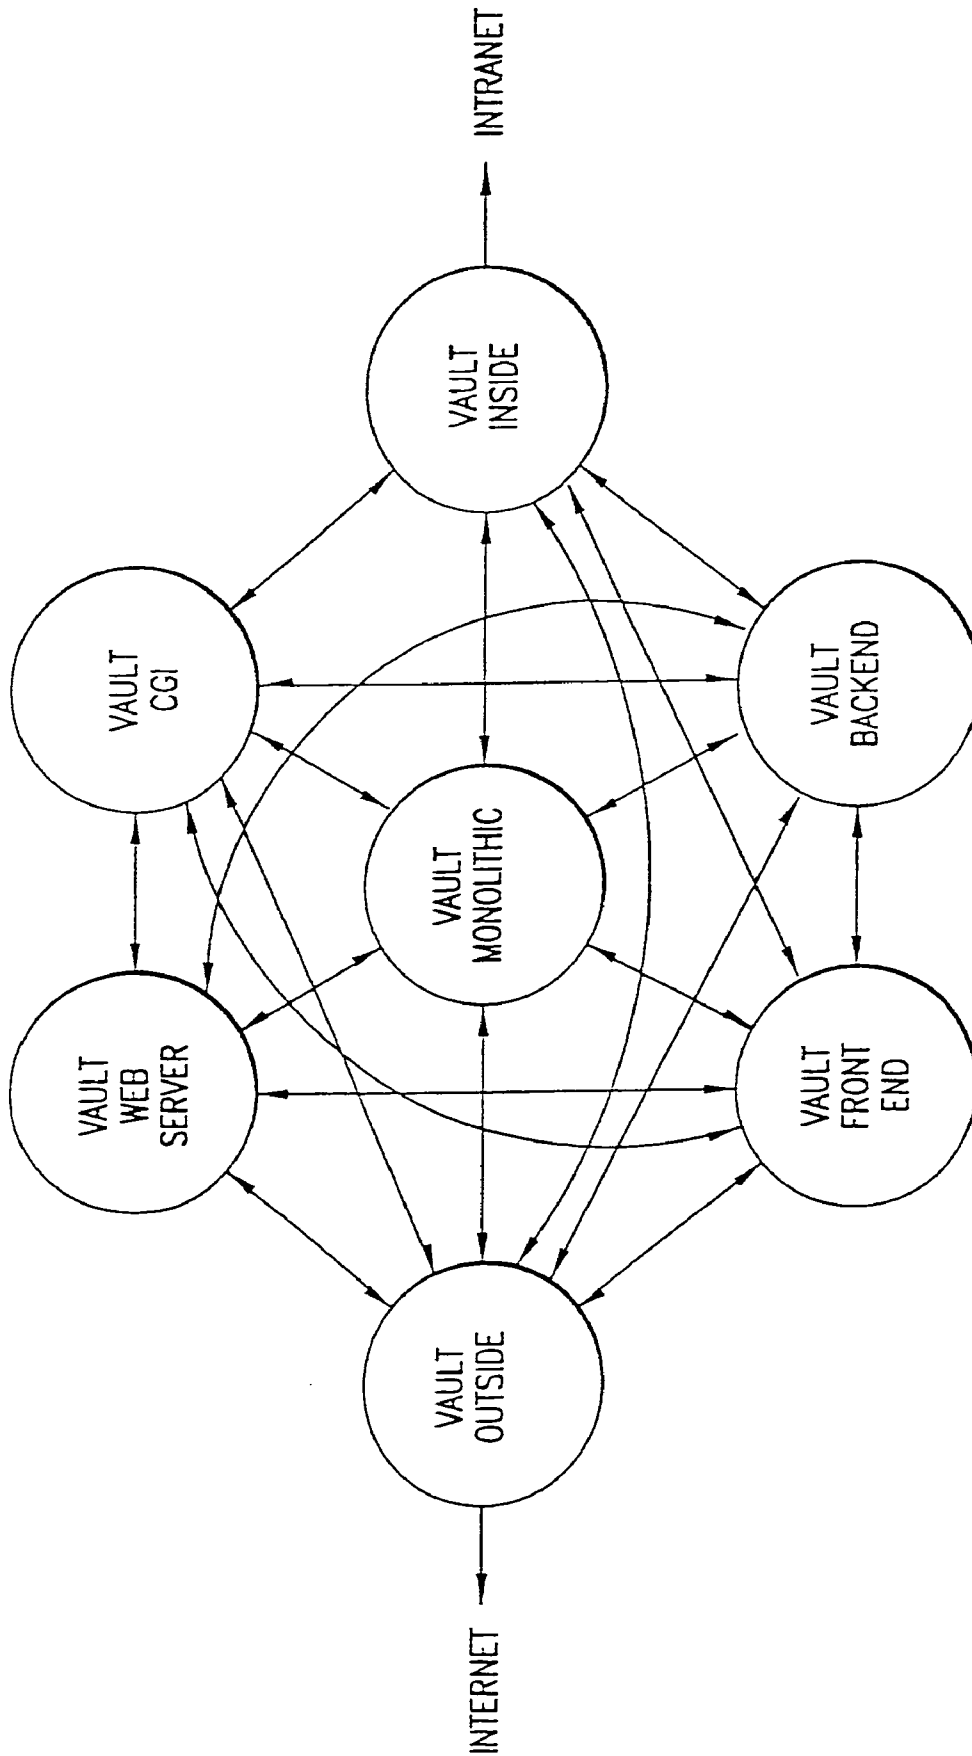 VAULT
WEB
SERVER
VAULT
CGI
INTERNET
VAULT
OUTSIDE
VAULT
MONOLITHIC
VAULT
INSIDE
INTRANET
VAULT
FRONT
END
VAULT
BACKEND